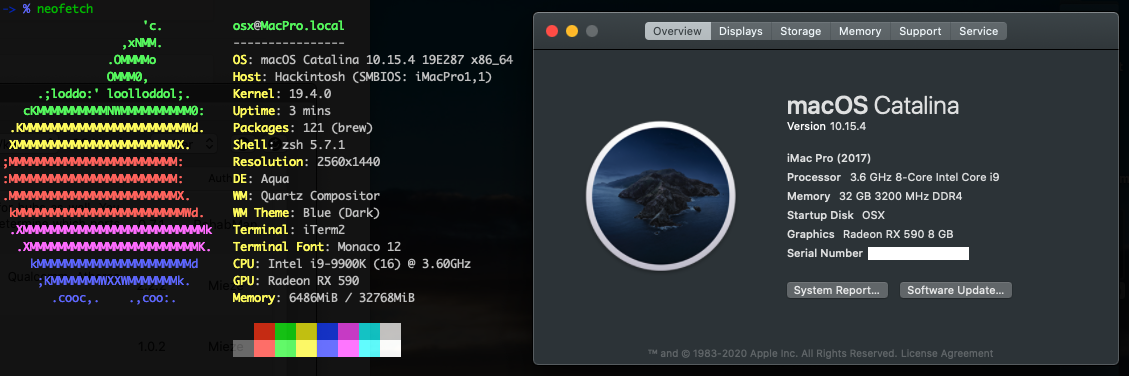 -> % neofetch
'c.
,xNMM.
.OMMMMo
OMMM0,
.;loddo:' loolloddol;.
cKMMMMMMMMMMNWMMMMMMMMMM0:
.KMMMMMMMMMMMMMMMMMMMMMMMWd.
XMMMMMMMMMMMMMMMMMMMMMMMX.
;MMMMMMMMMMMMMMMMMMMMMMMM:
:MMMMMMMMMMMMMMMMMMMMMMMM:
.MMMMMMMMMMMMMMMMMMMMMMMMX.
kMMMMMMMMMMMMMMMMMMMMMMMMWd.
.XMMMMMMMMMMMMMMMMMMMMMMMMMMk
.XMMMMMMMMMMMMMMMMMMMMMMMMK.
kMMMMMMMMMMMMMMMMMMMMMMd
;KMMMMMMMWXXWMMMMMMMk.
.cooc,.    .,coo:.
osx@MacPro.local
----------------
OS: macOS Catalina 10.15.4 19E287 x86_64
Host: Hackintosh (SMBIOS: iMacPro1,1)
Kernel: 19.4.0
Uptime: 3 mins
Packages: 121 (brew)
Shell: zsh 5.7.1
Resolution: 2560x1440
DE: Aqua
WM: Quartz Compositor
WM Theme: Blue (Dark)
Terminal: iTerm2
Terminal Font: Monaco 12
CPU: Intel i9-9900K (16) @ 3.60GHz
GPU: Radeon RX 590
Memory: 6486MiB / 32768MiB
1.0.2 Mieze
Overview Displays Storage Memory Support Service
macOS Catalina
Version 10.15.4
iMac Pro (2017)
Processor 3.6 GHz 8-Core Intel Core i9
Memory 32 GB 3200 MHz DDR4
Startup Disk OSX
Graphics Radeon RX 590 8 GB
Serial Number
System Report... Software Update...
™ and © 1983-2020 Apple Inc. All Rights Reserved. License Agreement